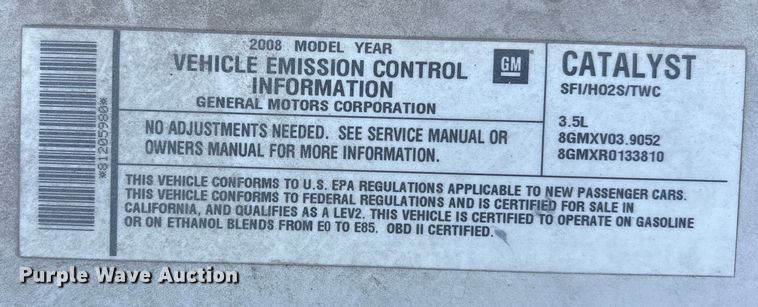 *81205980*
2008 MODEL YEAR
VEHICLE EMISSION CONTROL
INFORMATION
GENERAL MOTORS CORPORATION
GM
CATALYST
SFI/HO2S/TWC
3.5L
8GMXV03.9052
8GMXR0133810
NO ADJUSTMENTS NEEDED. SEE SERVICE MANUAL OR
OWNERS MANUAL FOR MORE INFORMATION.
THIS VEHICLE CONFORMS TO U.S. EPA REGULATIONS APPLICABLE TO NEW PASSENGER CARS.
THIS VEHICLE CONFORMS TO FEDERAL REGULATIONS AND IS CERTIFIED FOR SALE IN
CALIFORNIA, AND QUALIFIES AS A LEV2. THIS VEHICLE IS CERTIFIED TO OPERATE ON GASOLINE
OR ON ETHANOL BLENDS FROM E0 TO E85. OBD II CERTIFIED.
Purple Wave Auction